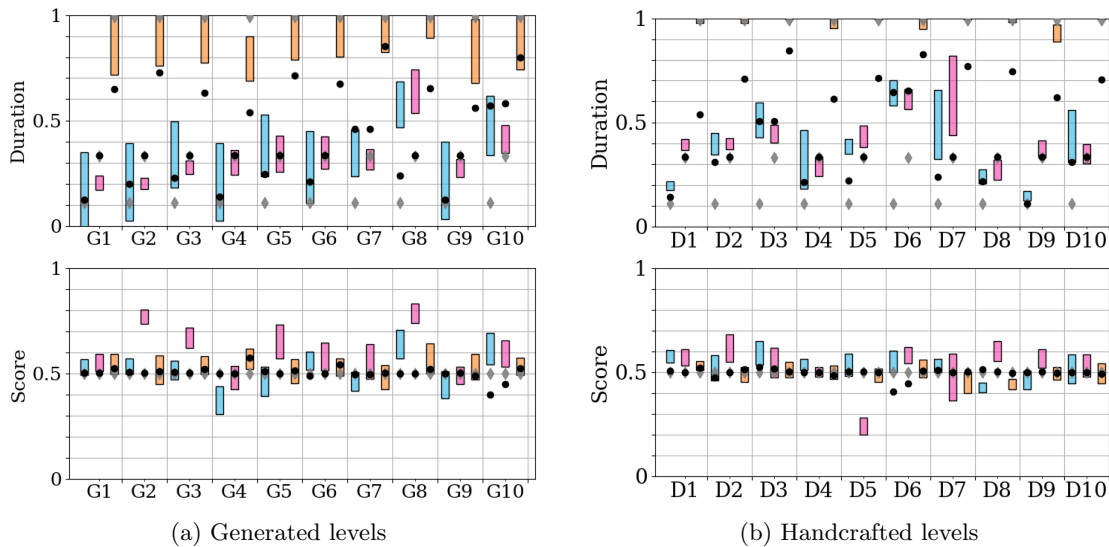 1
Duration
0.5
0
G1 G2 G3 G4 G5 G6 G7 G8 G9 G10
1
Score
0.5
0
G1 G2 G3 G4 G5 G6 G7 G8 G9 G10
(a) Generated levels
1
Duration
0.5
0
D1 D2 D3 D4 D5 D6 D7 D8 D9 D10
1
Score
0.5
0
D1 D2 D3 D4 D5 D6 D7 D8 D9 D10
(b) Handcrafted levels